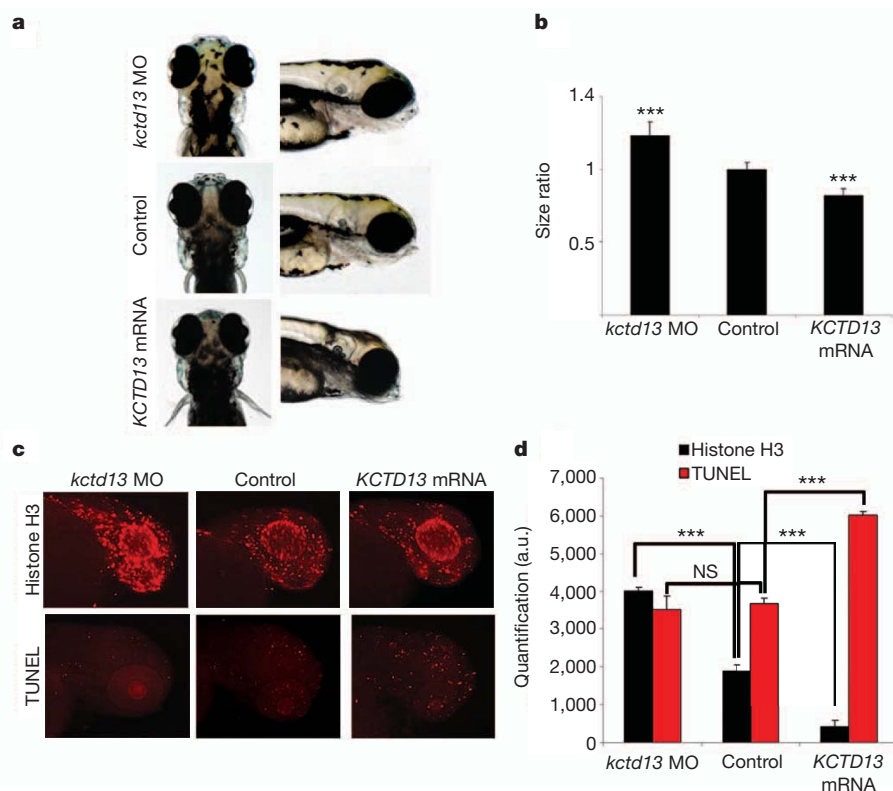 a
kctd13 MO
Control
KCTD13 mRNA
b
Size ratio
1.4
1
0.5
0
***
***
kctd13 MO
Control
KCTD13
mRNA
c
kctd13 MO
Control
KCTD13 mRNA
Histone H3
TUNEL
d
Histone H3
TUNEL
Quantification (a.u.)
7,000
6,000
5,000
4,000
3,000
2,000
1,000
0
***
***
***
NS
kctd13 MO
Control
KCTD13
mRNA